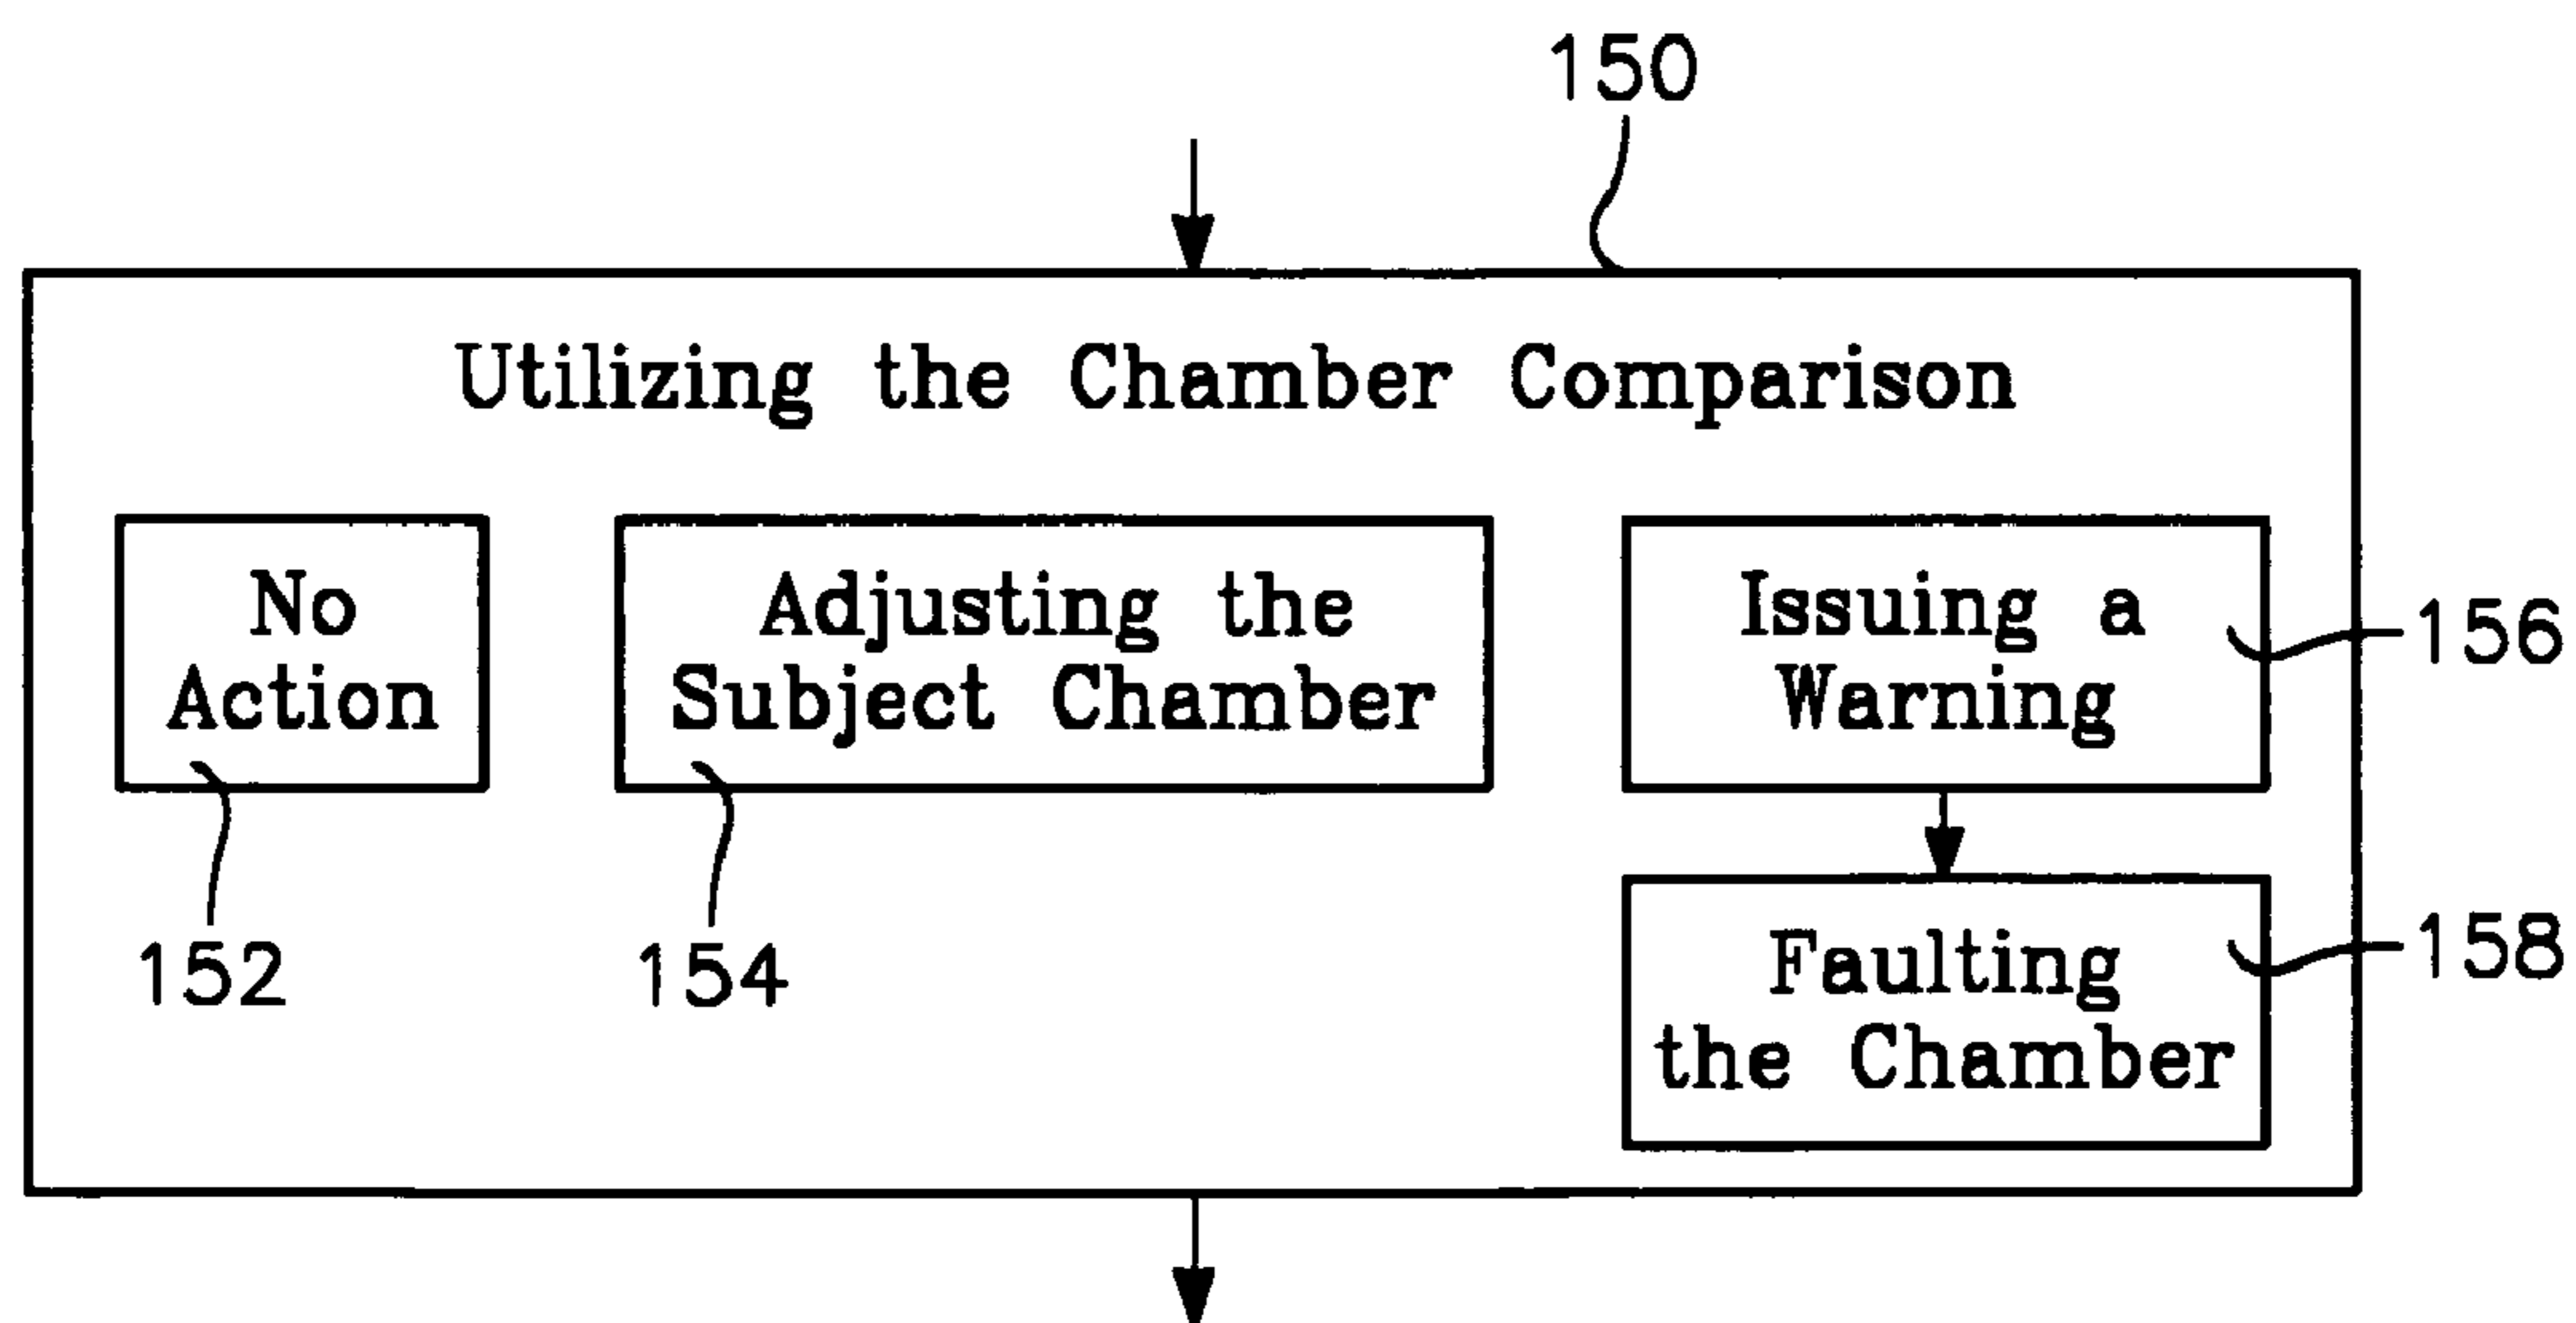 150
Utilizing the Chamber Comparison
No
Action
152
Adjusting the
Subject Chamber
154
Issuing a
Warning
156
Faulting
the Chamber
158